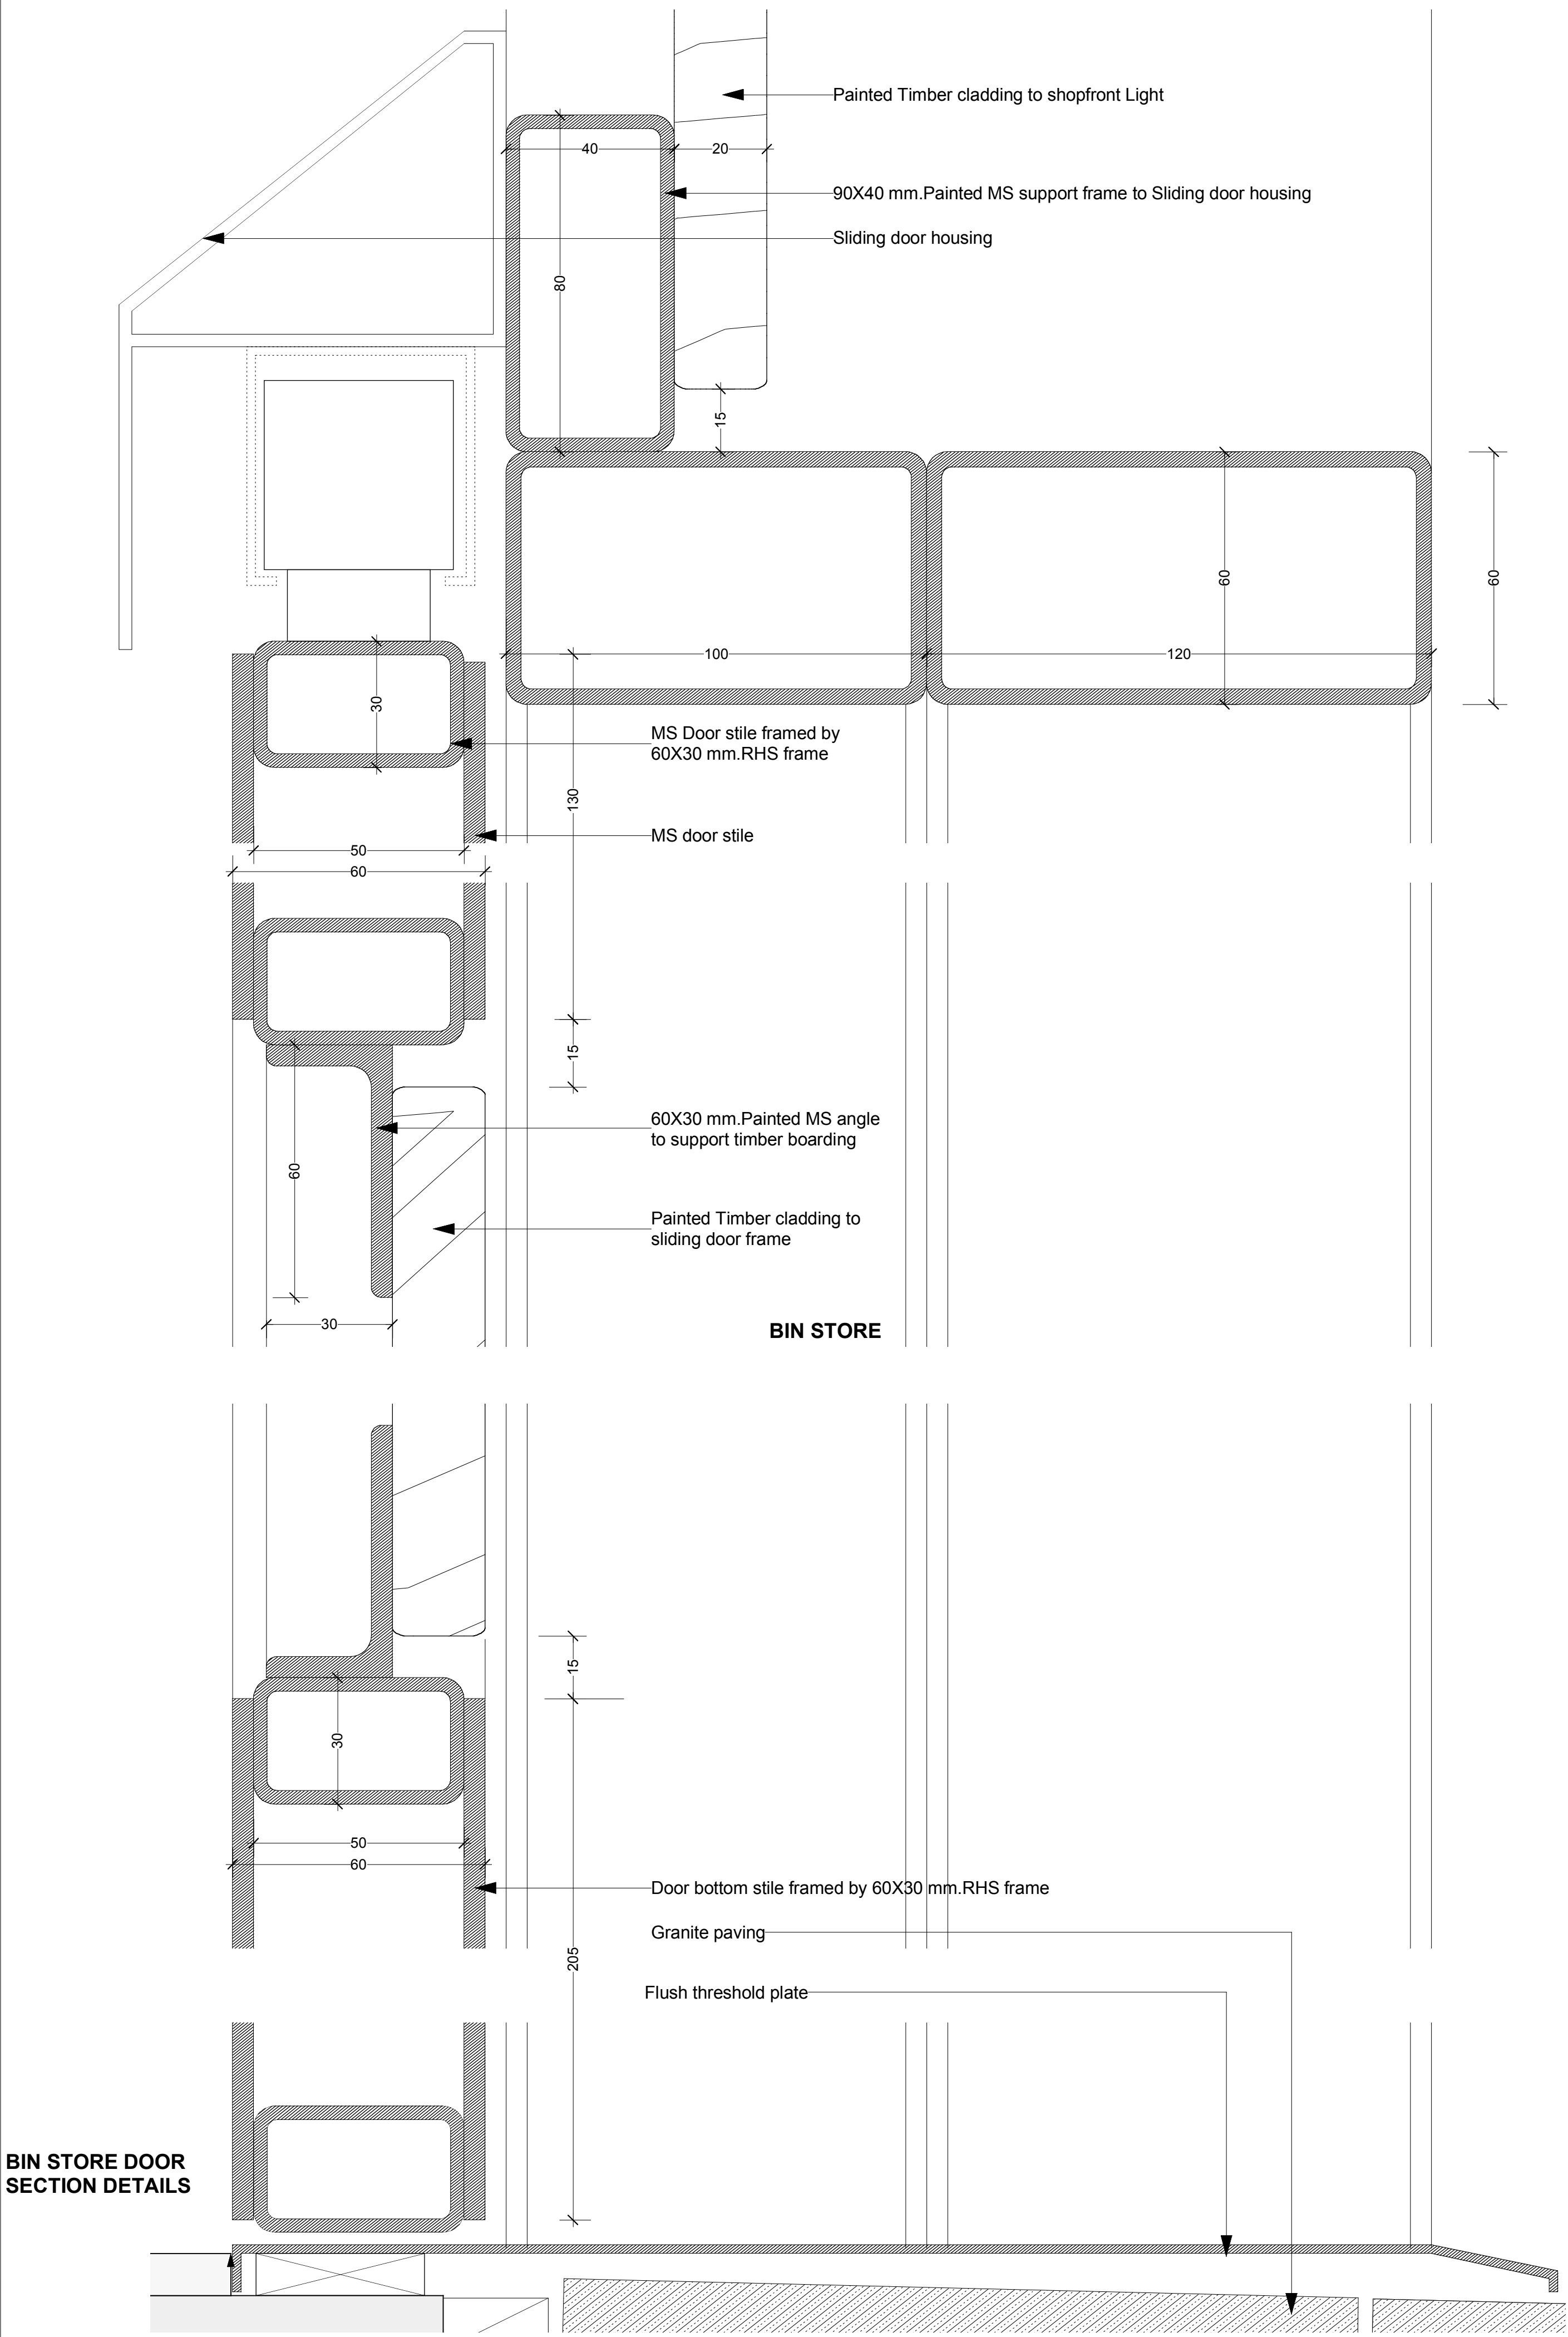 Painted Timber cladding to shopfront Light
40
20
90X40 mm.Painted MS support frame to Sliding door housing
Sliding door housing
80
15
60
60
100
120
30
MS Door stile framed by
60X30 mm.RHS frame
130
MS door stile
50
60
15
60X30 mm.Painted MS angle
to support timber boarding
60
Painted Timber cladding to
sliding door frame
30
BIN STORE
15
30
50
60
Door bottom stile framed by 60X30 mm.RHS frame
Granite paving
205
Flush threshold plate
BIN STORE DOOR
SECTION DETAILS